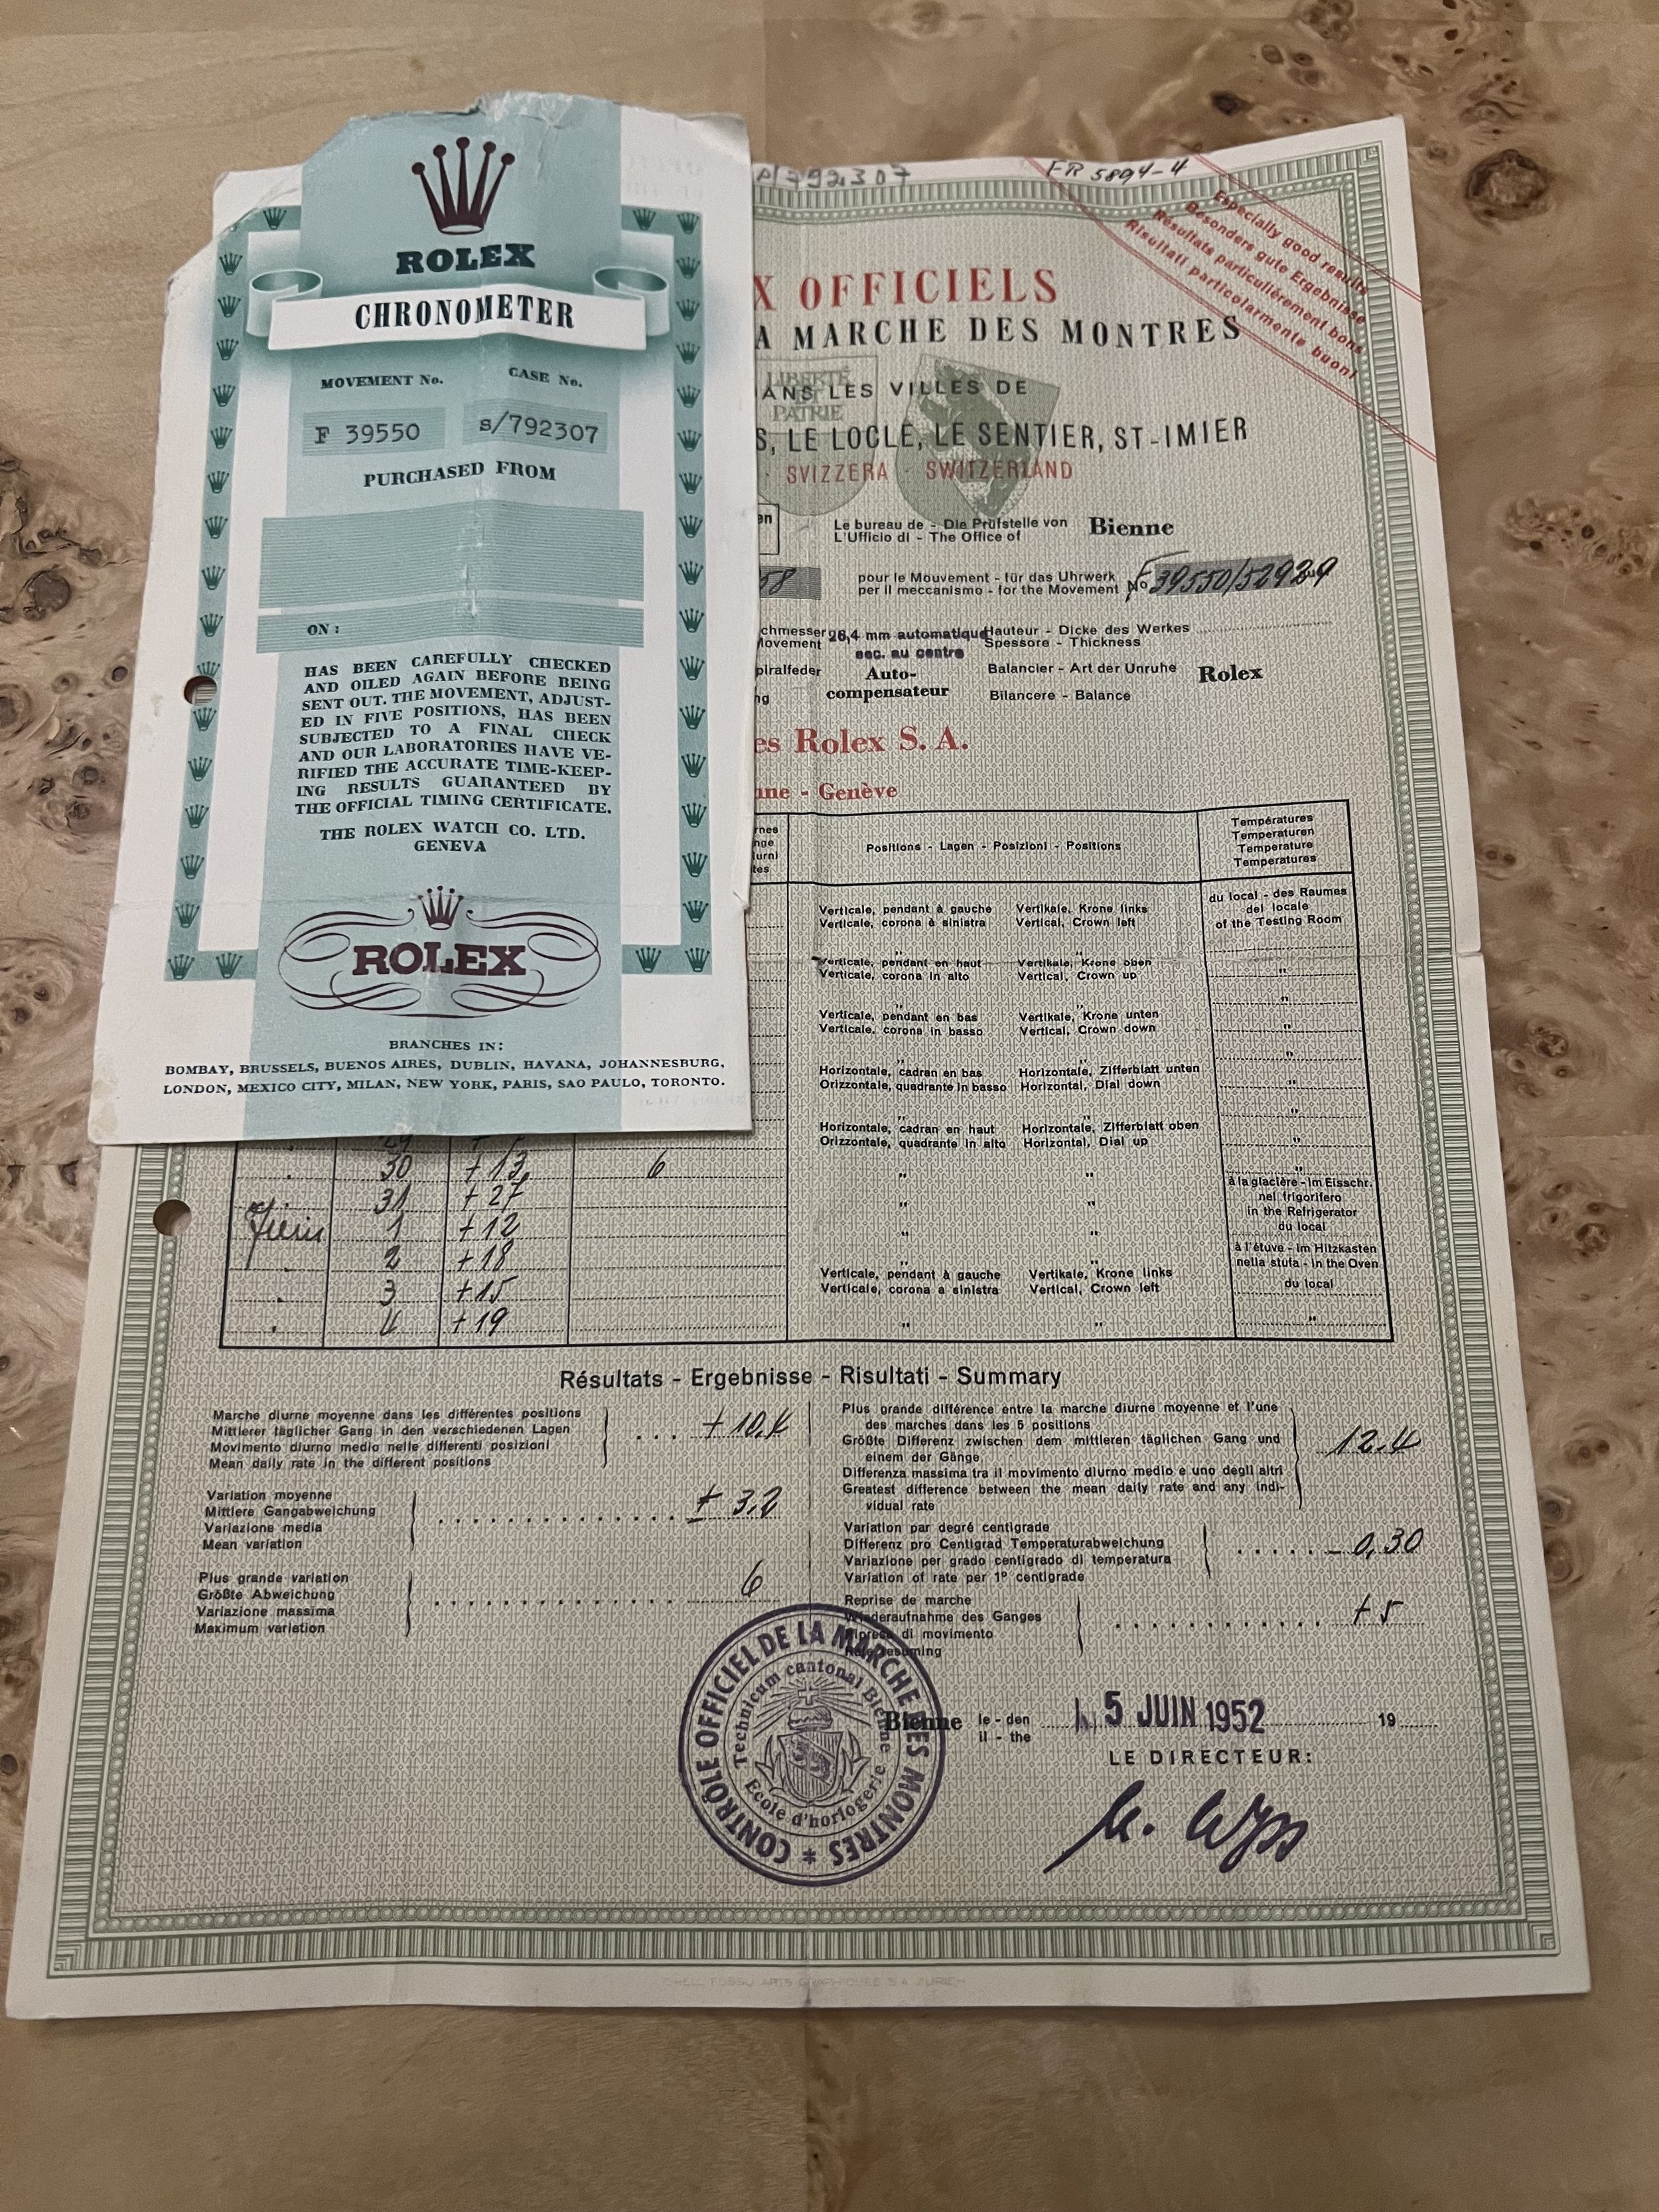 ROLEX
CHRONOMETER
MOVEMENT No. CASE No.
F 39550 s/792307
PURCHASED FROM
ON :
HAS BEEN CAREFULLY CHECKED
AND OILED AGAIN BEFORE BEING
SENT OUT. THE MOVEMENT, ADJUST-
ED IN FIVE POSITIONS, HAS BEEN
SUBJECTED TO A FINAL CHECK
AND OUR LABORATORIES HAVE VE-
RIFIED THE ACCURATE TIME-KEEP-
ING RESULTS GUARANTEED BY
THE OFFICIAL TIMING CERTIFICATE.
THE ROLEX WATCH CO. LTD.
GENEVA
ROLEX
BRANCHES IN:
BOMBAY, BRUSSELS, BUENOS AIRES, DUBLIN, HAVANA, JOHANNESBURG,
LONDON, MEXICO CITY, MILAN, NEW YORK, PARIS, SAO PAULO, TORONTO.
792307
FR 5894-4
Especially good results
Besonders gute Ergebnisse
Résultats particulièrement bons
Risultati particolarmente buoni
X OFFICIELS
A MARCHE DES MONTRES
LIBERTÉ
ET
PATRIE
ANS LES VILLES DE
S, LE LOCLE, LE SENTIER, ST-IMIER
· SVIZZERA · SWITZERLAND
en
Le bureau de - Die Prüfstelle von Bienne
L'Ufficio di - The Office of
58 pour le Mouvement - für das Uhrwerk No F39550/52929
per il meccanismo - for the Movement
chmesser 28,4 mm automatique Hauteur - Dicke des Werkes
Movement sec. au centre Spessore - Thickness
piralfeder Auto- Balancier - Art der Unruhe Rolex
ng compensateur Bilancere - Balance
es Rolex S. A.
nne - Genève
rnes
nge
urni
tes
Positions - Lagen - Posizioni - Positions
Températures
Temperaturen
Temperature
Temperatures
Verticale, pendant à gauche Vertikale, Krone links du local - des Raumes
Verticale, corona à sinistra Vertical, Crown left del locale
of the Testing Room
" "
Verticale, pendant en haut Vertikale, Krone oben
Verticale, corona in alto Vertical, Crown up "
" " "
Verticale, pendant en bas Vertikale, Krone unten
Verticale, corona in basso Vertical, Crown down "
" " "
Horizontale, cadran en bas Horizontale, Zifferblatt unten
Orizzontale, quadrante in basso Horizontal, Dial down "
" " "
Horizontale, cadran en haut Horizontale, Zifferblatt oben
Orizzontale, quadrante in alto Horizontal, Dial up "
29
30 + 13 6 " " "
31 + 27 " " à la glacière - im Eisschr.
nel frigorifero
in the Refrigerator
Juin 1 + 12 " " du local
2 + 18 " " à l'étuve - im Hitzkasten
nella stufa - in the Oven
3 + 15 Verticale, pendant à gauche Vertikale, Krone links du local
Verticale, corona a sinistra Vertical, Crown left
4 + 19 " " "
Résultats - Ergebnisse - Risultati - Summary
Marche diurne moyenne dans les différentes positions
Mittlerer täglicher Gang in den verschiedenen Lagen
Movimento diurno medio nelle differenti posizioni
Mean daily rate in the different positions
Variation moyenne
Mittlere Gangabweichung
Variazione media
Mean variation
± 3,2
Plus grande variation
Größte Abweichung
Variazione massima
Maximum variation
6
Plus grande différence entre la marche diurne moyenne et l'une
des marches dans les 5 positions
Größte Differenz zwischen dem mittleren täglichen Gang und
einem der Gänge
Differenza massima tra il movimento diurno medio e uno degli altri
Greatest difference between the mean daily rate and any indi-
vidual rate
12.4
Variation par degré centigrade
Differenz pro Centigrad Temperaturabweichung
Variazione per grado centigrado di temperatura
Variation of rate per 1º centigrade
- 0,30
Reprise de marche
Wiederaufnahme des Ganges
Ripresa di movimento
Rate resuming
+ 5
CONTRÔLE OFFICIEL DE LA MARCHE DES MONTRES *
Technicum cantonal Bienne
Ecole d'horlogerie
Bienne le - den
il - the
5 JUIN 1952 19
LE DIRECTEUR: